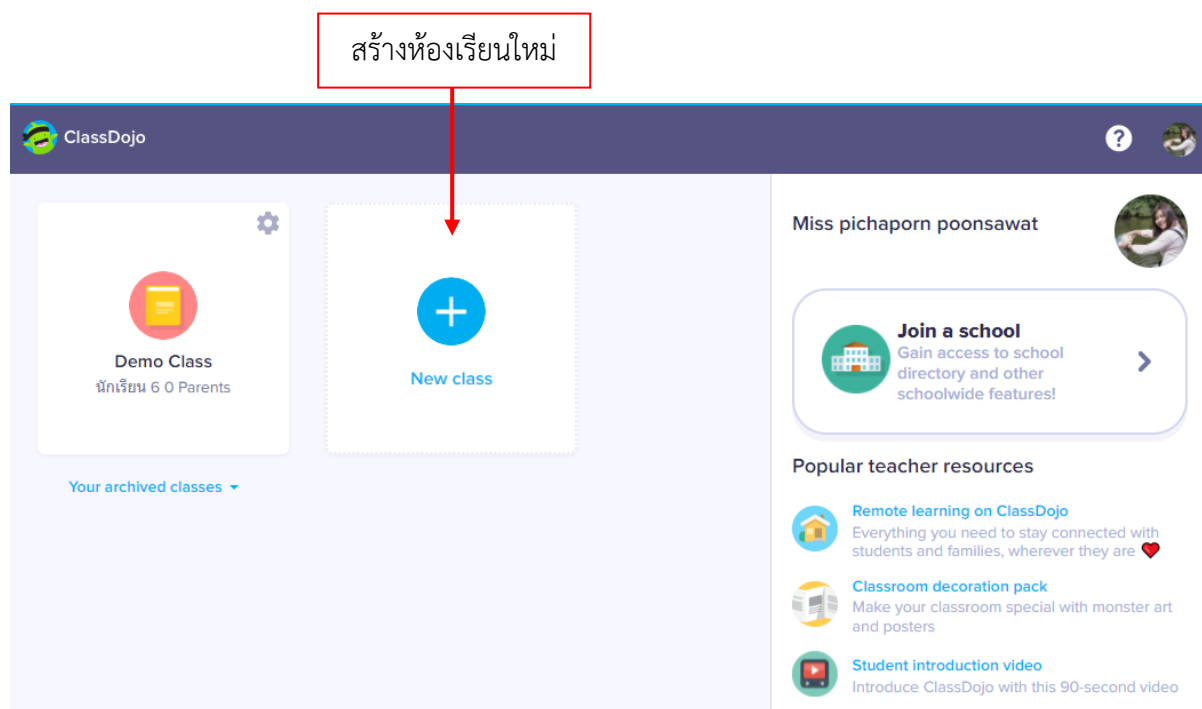 สร้างห้องเรียนใหม่
ClassDojo
?
Demo Class
นักเรียน 6 0 Parents
New class
Your archived classes
Miss pichaporn poonsawat
Join a school
Gain access to school
directory and other
schoolwide features!
Popular teacher resources
Remote learning on ClassDojo
Everything you need to stay connected with
students and families, wherever they are ❤
Classroom decoration pack
Make your classroom special with monster art
and posters
Student introduction video
Introduce ClassDojo with this 90-second video